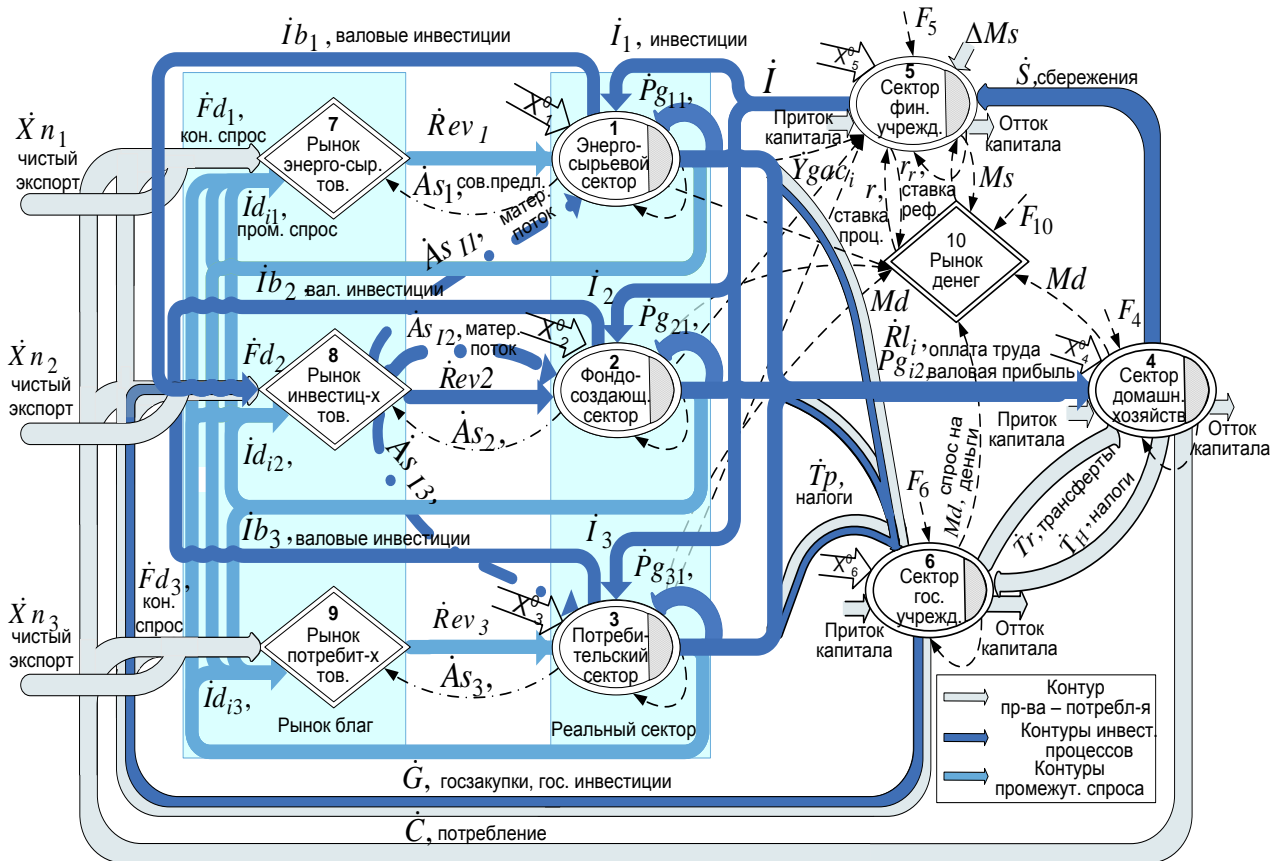 İb₁, валовые инвестиции
İ₁, инвестиции
İ
F₅
ΔMs
Ṡ, сбережения
X⁰₅
5
Сектор
фин.
учрежд.
Приток
капитала
Отток
капитала
Ẋn₁
чистый
экспорт
Ḟd₁,
кон. спрос
7
Рынок
энерго-сыр.
тов.
Ṙev₁
Ȧs₁, сов.предл.
X⁰₁
1
Энерго-
сырьевой
сектор
Ṗg₁₁,
Ygac_i
r,
ставка
проц.
r_r,
ставка
реф.
Ms
F₁₀
10
Рынок
денег
İd_i1,
пром. спрос
Ȧs_I1, матер.
поток
Md
Md
İb₂, вал. инвестиции
İ₂
Ȧs_I2, матер.
поток
X⁰₂
Ṗg₂₁,
Ẋn₂
чистый
экспорт
Ḟd₂
8
Рынок
инвестиц-х
тов.
Ṙev2
Ȧs₂,
2
Фондо-
создающ.
сектор
Ṙl_i, оплата труда
Ṗg_i2, валовая прибыль
F₄
X⁰₄
4
Сектор
домашн.
хозяйств
Приток
капитала
Отток
капитала
İd_i2,
Ȧs_I3,
Ṫp,
налоги
F₆
Md, спрос на
деньги
Ṫr, трансферты
Ṫ_H, налоги
İb₃, валовые инвестиции
İ₃
Ṗg₃₁,
Ẋn₃
чистый
экспорт
Ḟd₃,
кон.
спрос
9
Рынок
потребит-х
тов.
Ṙev₃
Ȧs₃,
X⁰₃
3
Потреби-
тельский
сектор
X⁰₆
6
Сектор
гос.
учрежд.
Приток
капитала
Отток
капитала
İd_i3,
Рынок благ
Реальный сектор
Контур
пр-ва – потребл-я
Контуры инвест.
процессов
Контуры
промежут. спроса
Ġ, госзакупки, гос. инвестиции
Ċ, потребление